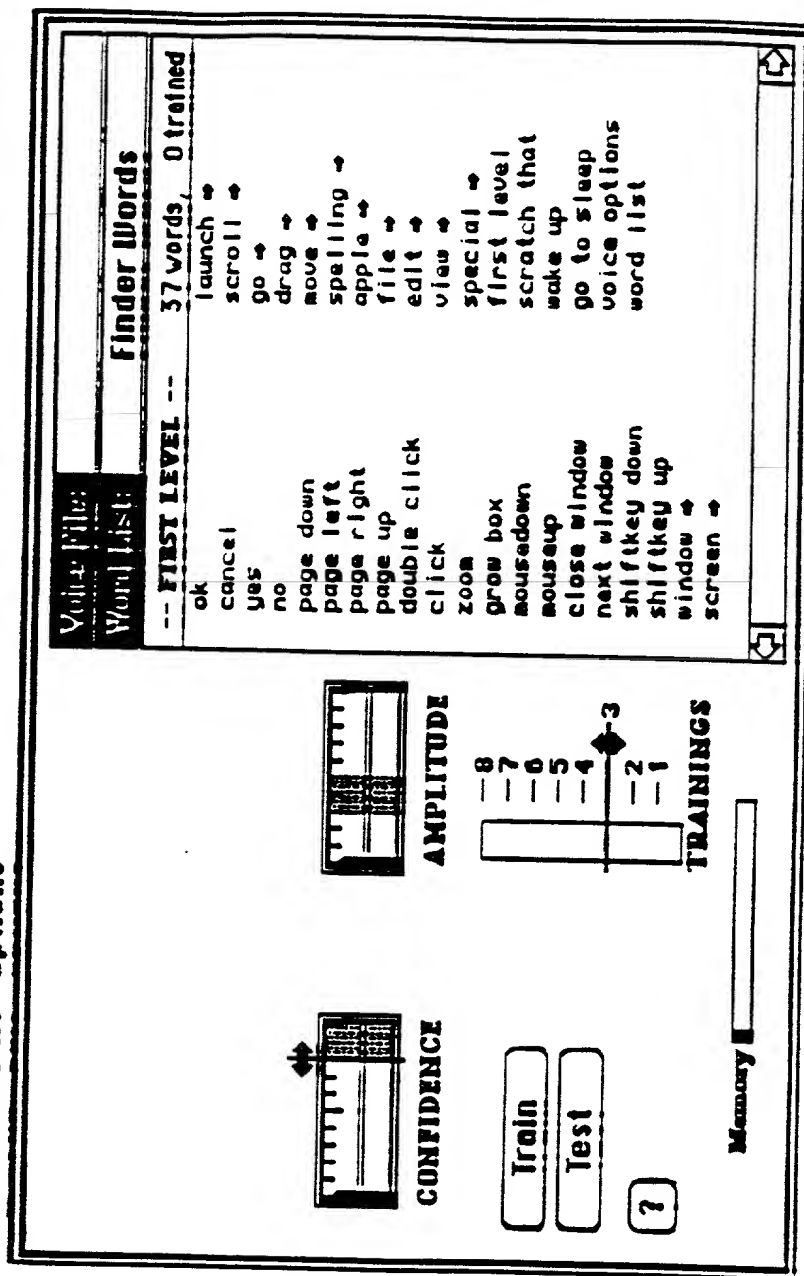 Voice File:
Word List: Finder Words
-- FIRST LEVEL -- 37 words, 0 trained
ok
cancel
yes
no
page down
page left
page right
page up
double click
click
zoom
grow box
mousedown
mouseup
close window
next window
shiftkey down
shiftkey up
window →
screen →
launch →
scroll →
go →
drag →
move →
spelling →
apple →
file →
edit →
view →
special →
first level
scratch that
wake up
go to sleep
voice options
word list
CONFIDENCE
AMPLITUDE
Train
Test
?
—8
—7
—6
—5
—4
—3
—2
—1
TRAININGS
Memory